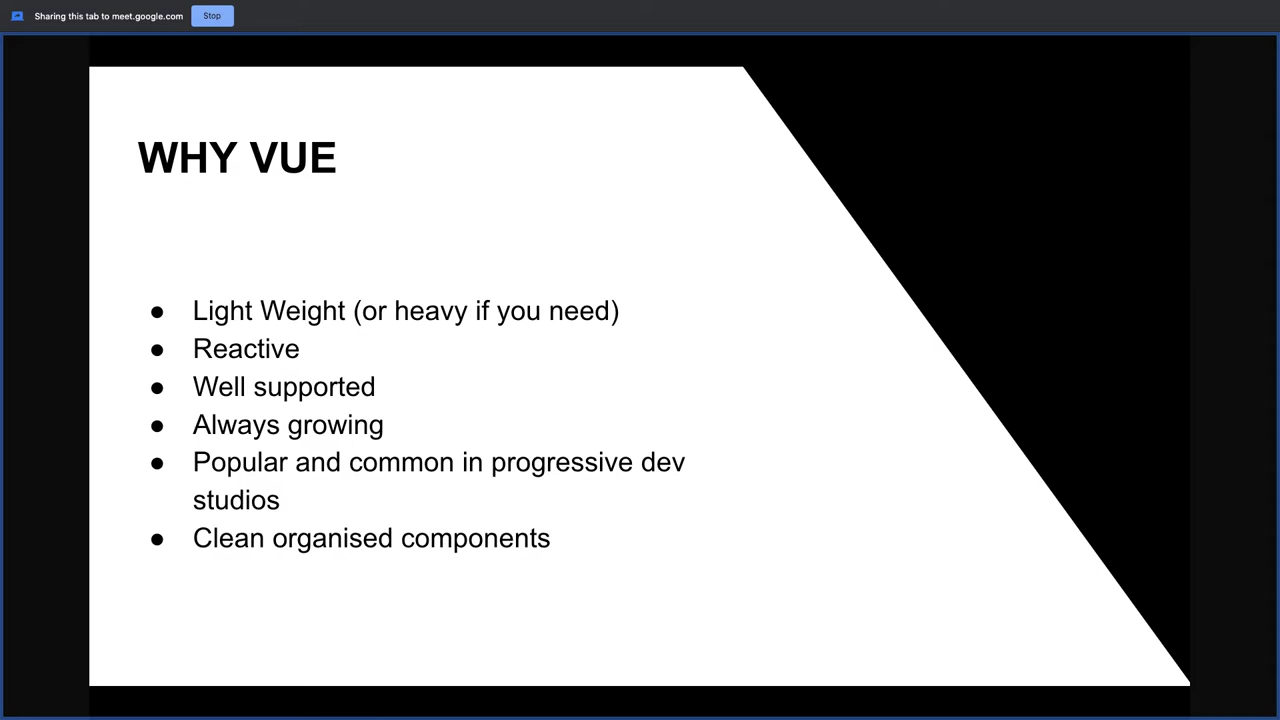 Sharing this tab to meet.google.com Stop
WHY VUE
● Light Weight (or heavy if you need)
● Reactive
● Well supported
● Always growing
● Popular and common in progressive dev
studios
● Clean organised components